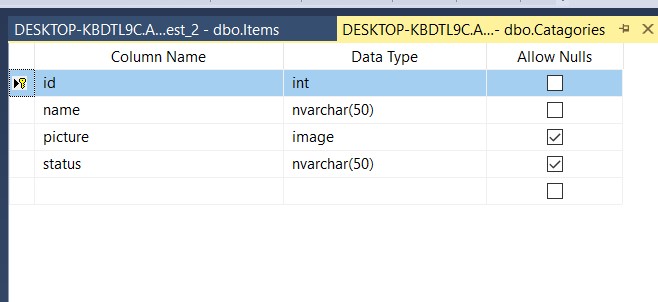 DESKTOP-KBDTL9C.A...est_2 - dbo.Items DESKTOP-KBDTL9C.A...- dbo.Catagories
Column Name Data Type Allow Nulls
id int
name nvarchar(50)
picture image
status nvarchar(50)